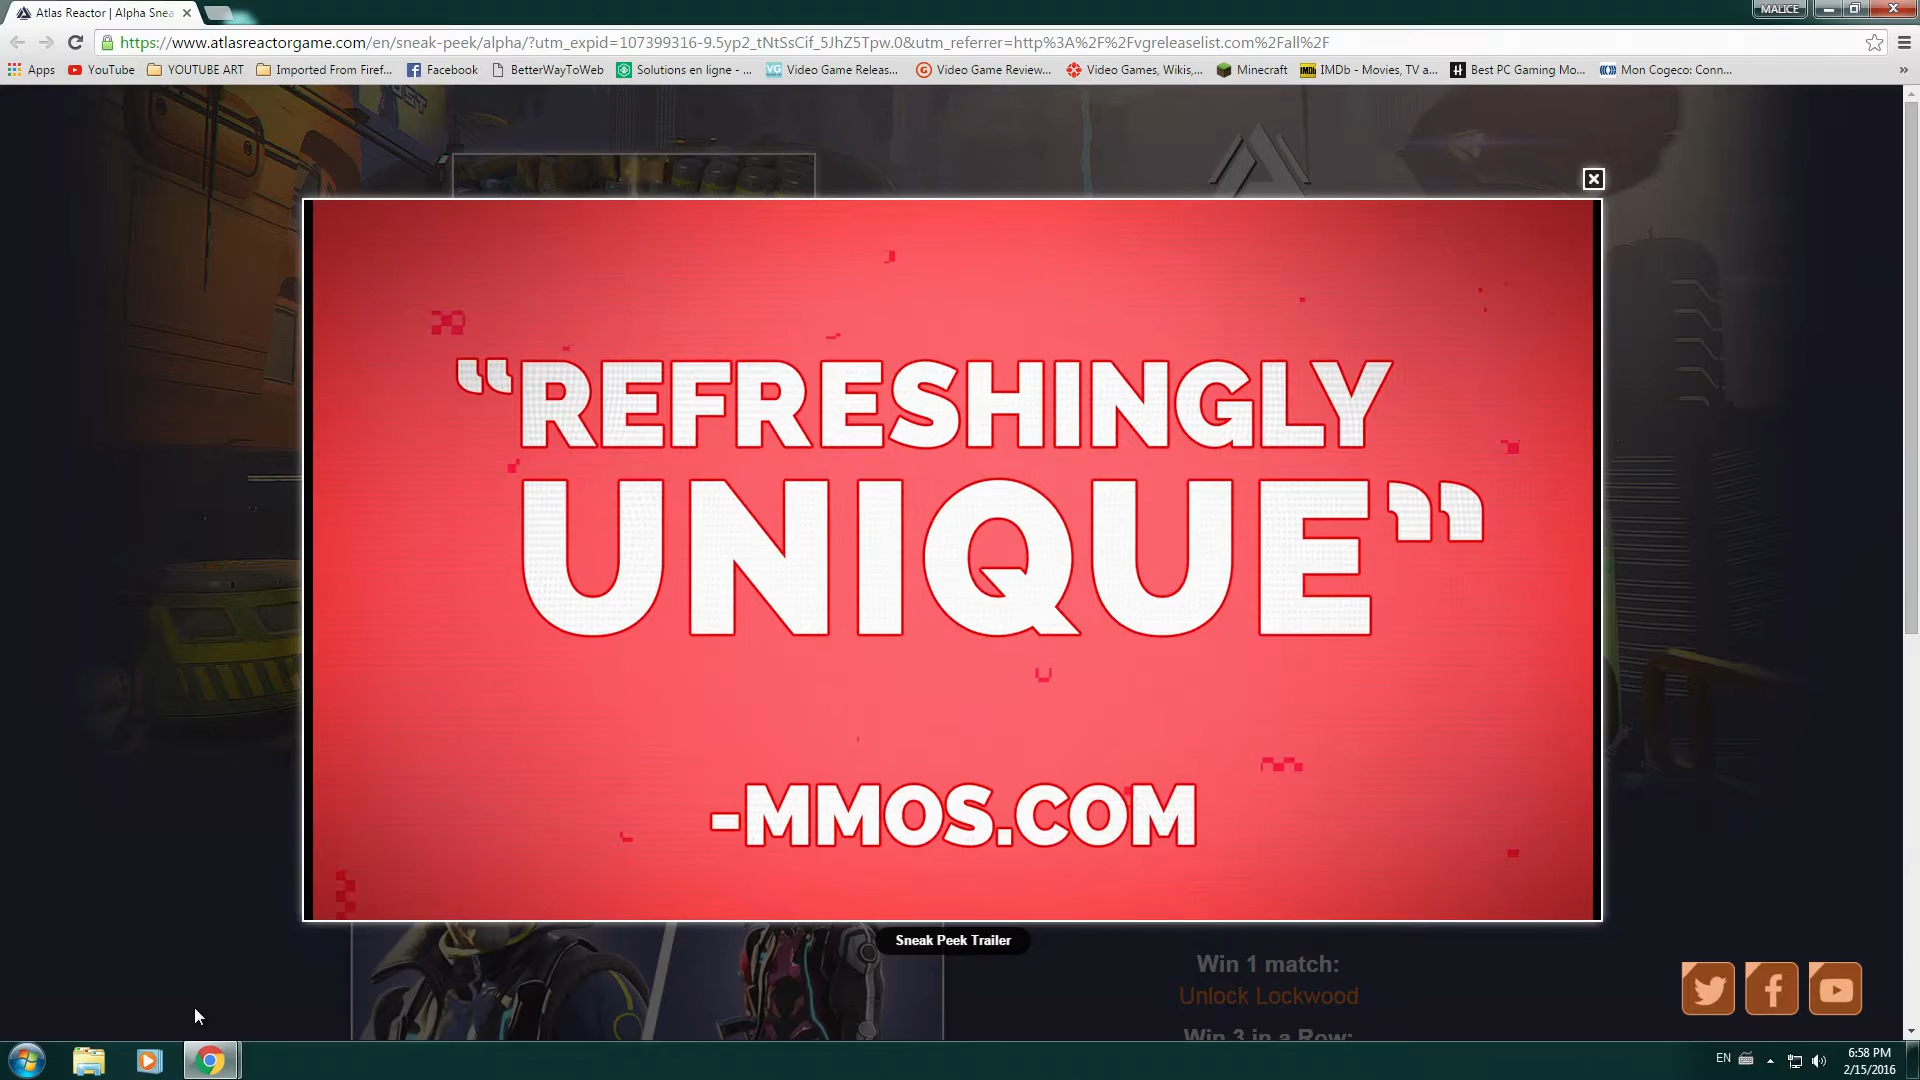 Atlas Reactor | Alpha Snea
MALICE
https://www.atlasreactorgame.com/en/sneak-peek/alpha/?utm_expid=107399316-9.5yp2_tNtSsCif_5JhZ5Tpw.0&utm_referrer=http%3A%2F%2Fvgreleaselist.com%2Fall%2F
Apps YouTube YOUTUBE ART Imported From Firef... Facebook BetterWayToWeb Solutions en ligne - ... Video Game Releas... Video Game Review... Video Games, Wikis,... Minecraft IMDb - Movies, TV a... Best PC Gaming Mo... Mon Cogeco: Conn... »
“REFRESHINGLY
UNIQUE”
-MMOS.COM
Sneak Peek Trailer
Win 1 match:
Unlock Lockwood
Win 3 in a Row:
EN
6:58 PM
2/15/2016